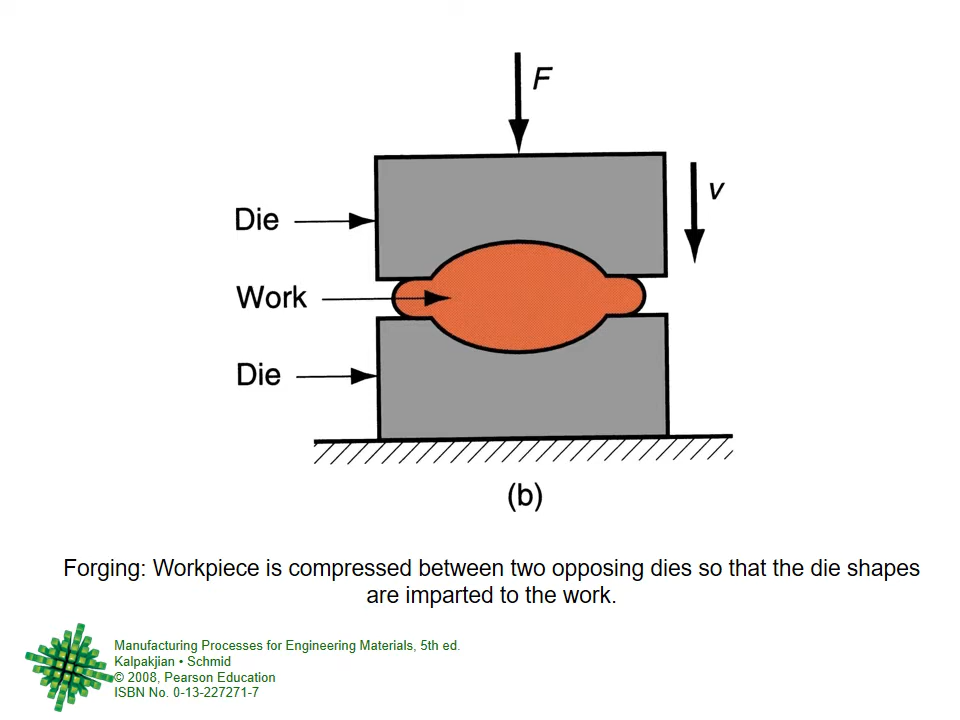 F
v
Die
Work
Die
(b)
Forging: Workpiece is compressed between two opposing dies so that the die shapes
are imparted to the work.
Manufacturing Processes for Engineering Materials, 5th ed.
Kalpakjian • Schmid
© 2008, Pearson Education
ISBN No. 0-13-227271-7